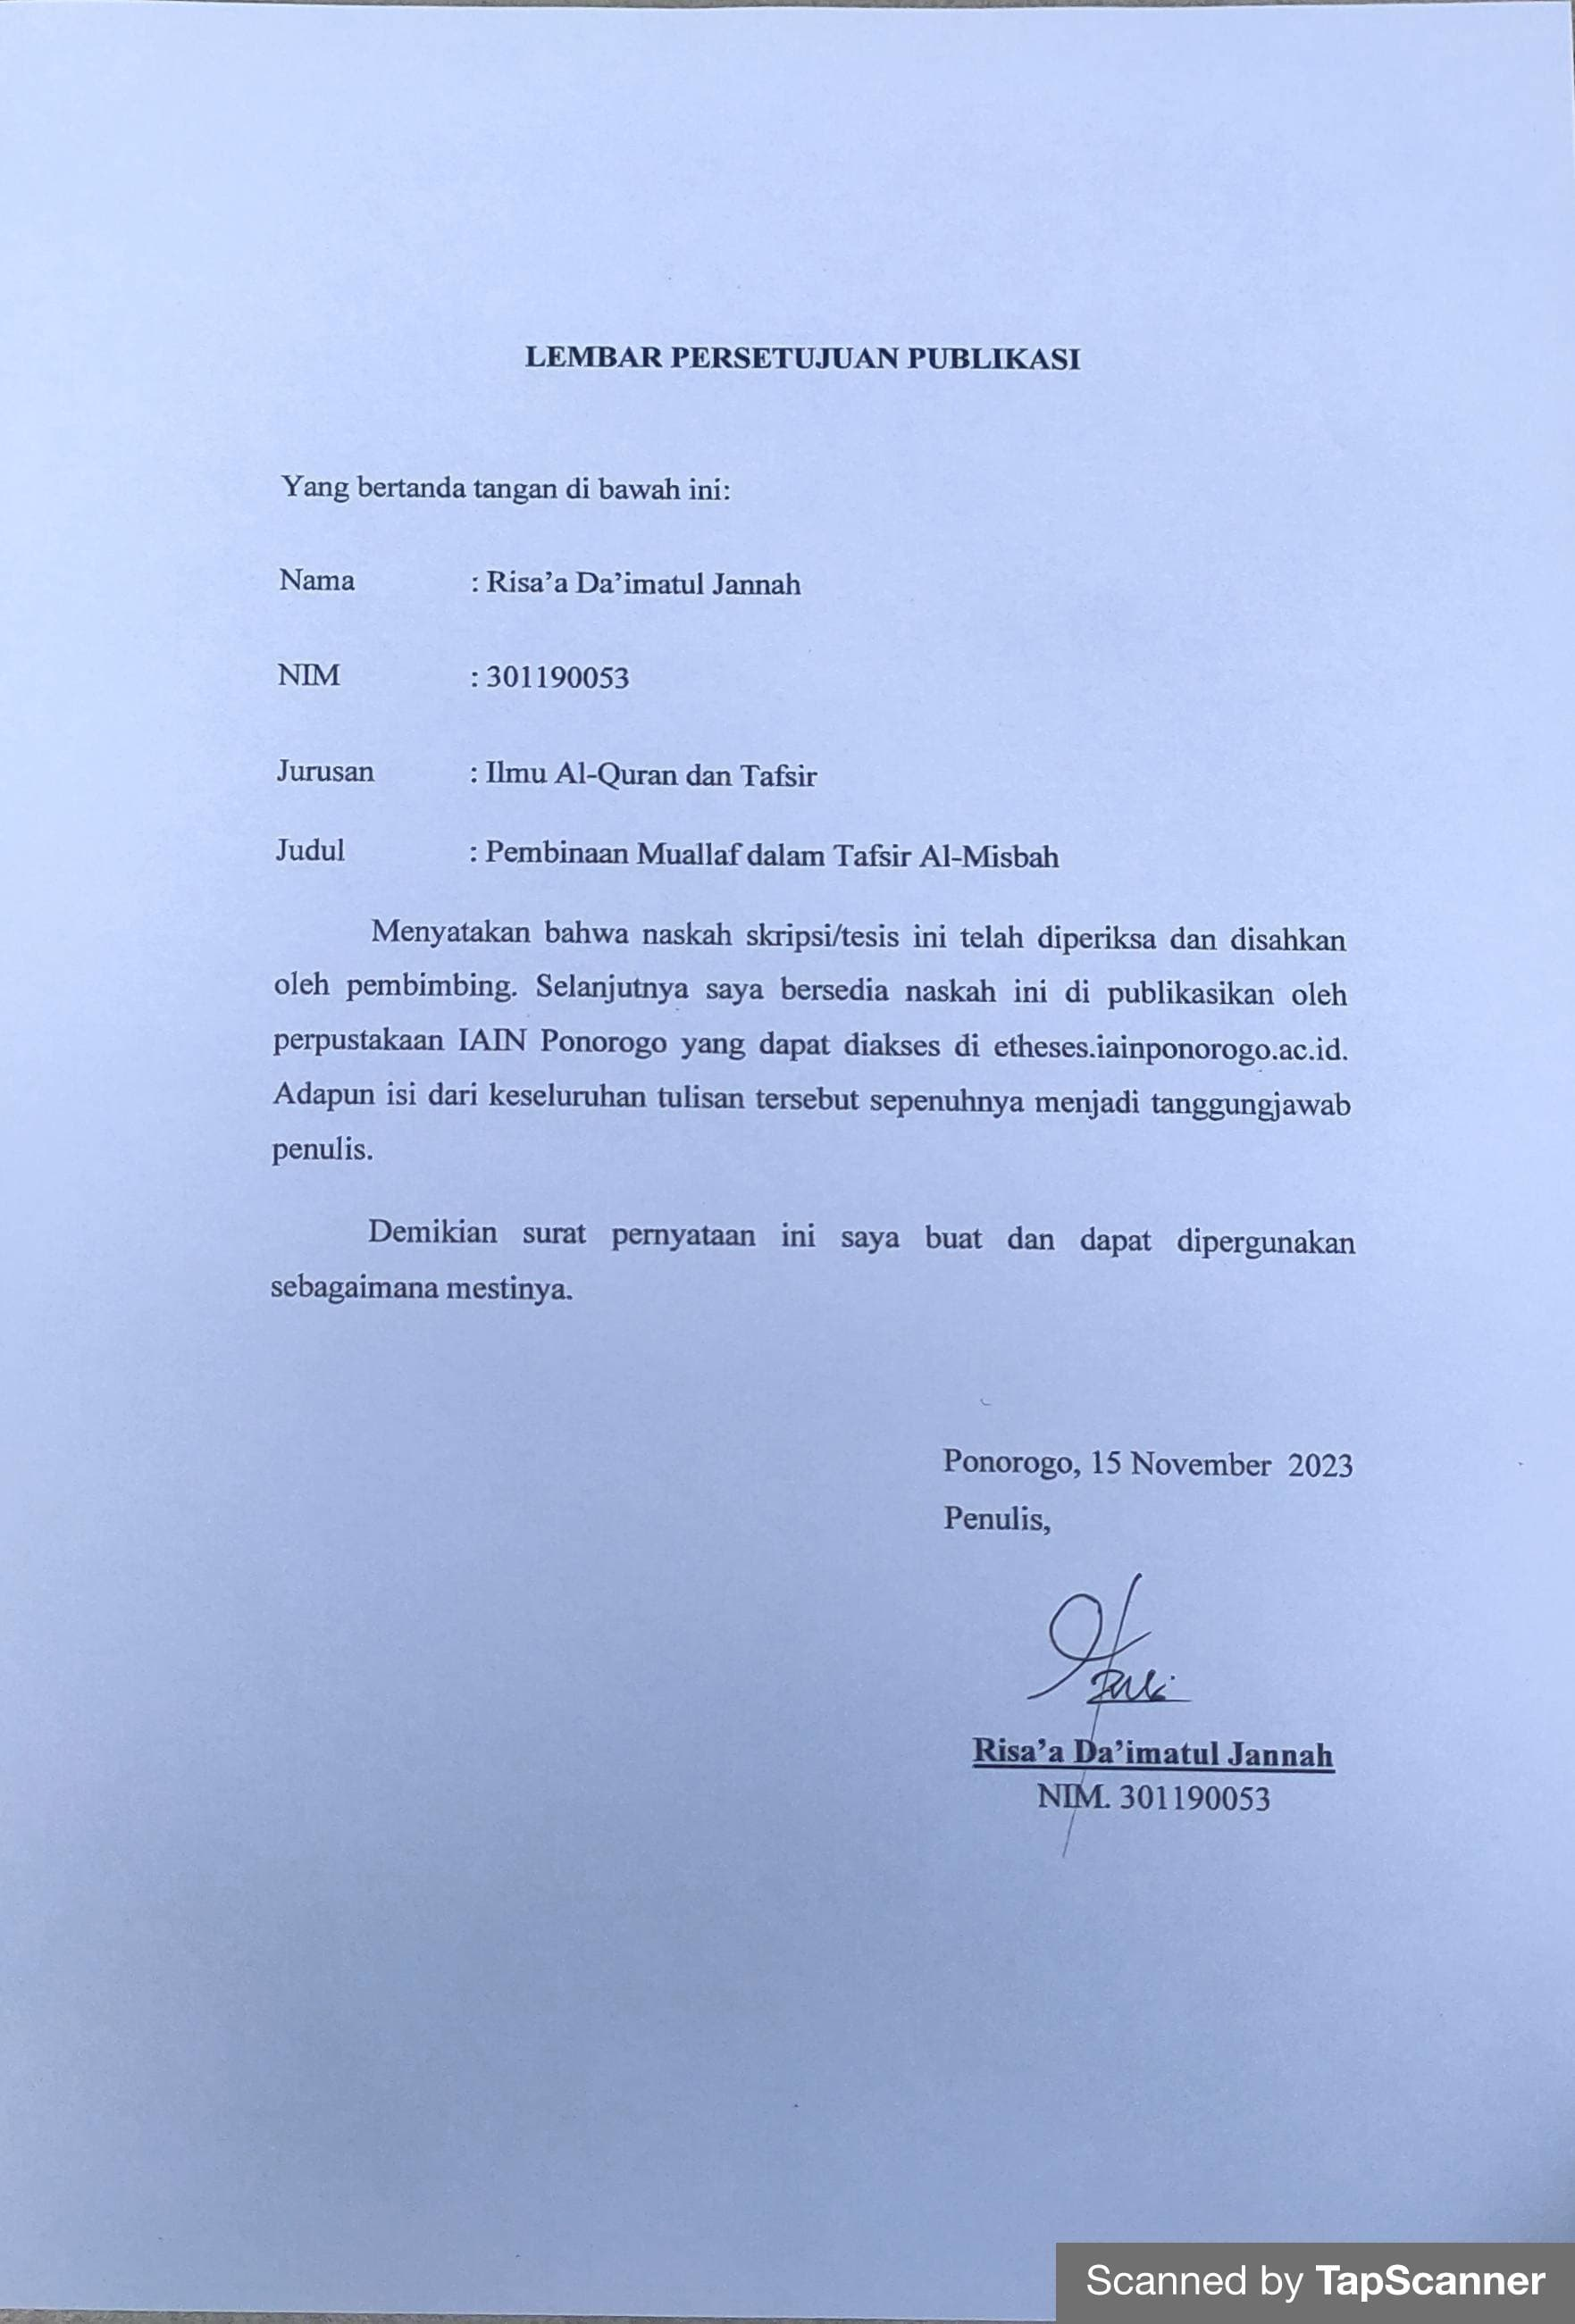 LEMBAR PERSETUJUAN PUBLIKASI
Yang bertanda tangan di bawah ini:
Nama : Risa’a Da’imatul Jannah
NIM : 301190053
Jurusan : Ilmu Al-Quran dan Tafsir
Judul : Pembinaan Muallaf dalam Tafsir Al-Misbah
Menyatakan bahwa naskah skripsi/tesis ini telah diperiksa dan disahkan
oleh pembimbing. Selanjutnya saya bersedia naskah ini di publikasikan oleh
perpustakaan IAIN Ponorogo yang dapat diakses di etheses.iainponorogo.ac.id.
Adapun isi dari keseluruhan tulisan tersebut sepenuhnya menjadi tanggungjawab
penulis.
Demikian surat pernyataan ini saya buat dan dapat dipergunakan
sebagaimana mestinya.
Ponorogo, 15 November 2023
Penulis,
Risa’a Da’imatul Jannah
NIM. 301190053
Scanned by TapScanner